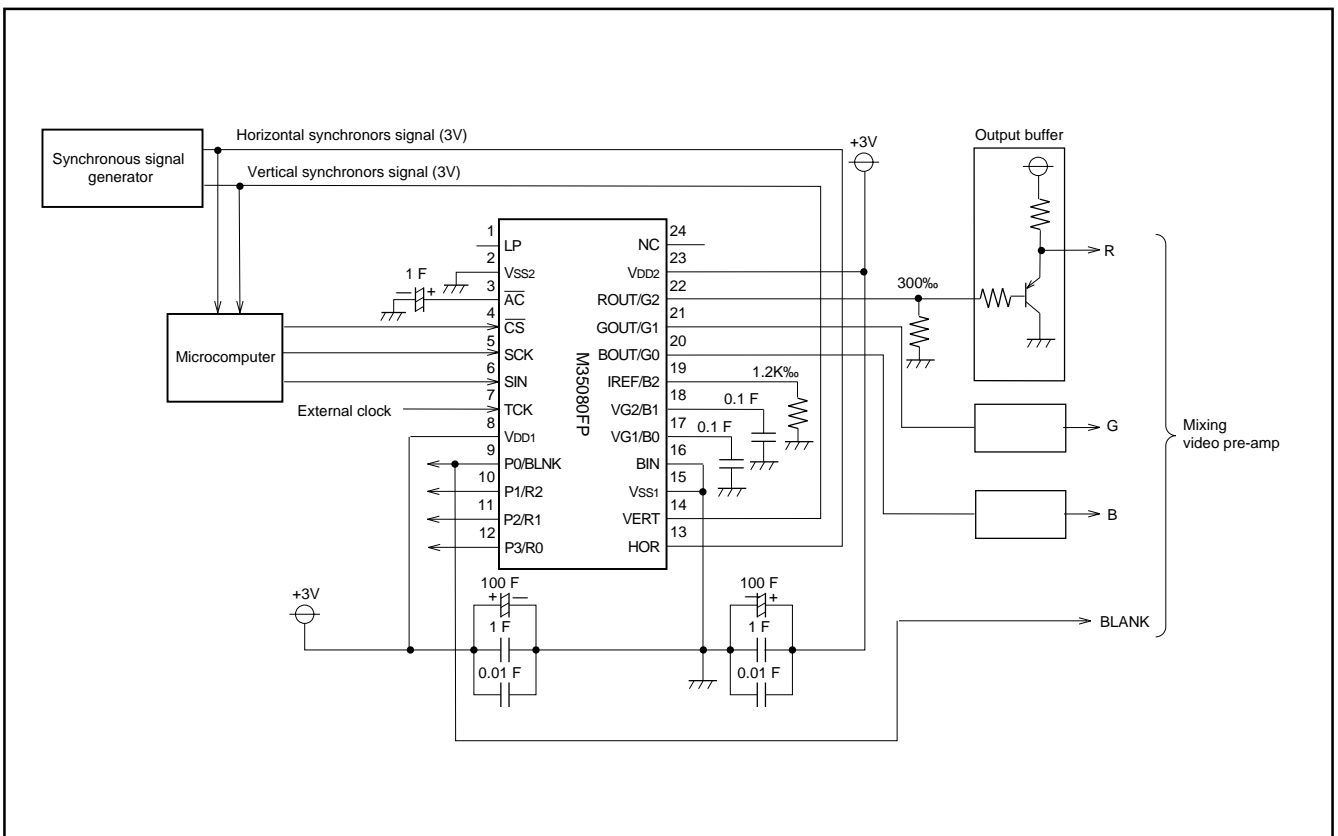 Synchronous signal
generator
Horizontal synchronors signal (3V)
Vertical synchronors signal (3V)
+3V
Output buffer
Microcomputer
External clock
1 F
− +
1 LP
2 VSS2
3 AC
4 CS
5 SCK
6 SIN
7 TCK
8 VDD1
9 P0/BLNK
10 P1/R2
11 P2/R1
12 P3/R0
M35080FP
24 NC
23 VDD2
22 ROUT/G2
21 GOUT/G1
20 BOUT/G0
19 IREF/B2
18 VG2/B1
17 VG1/B0
16 BIN
15 VSS1
14 VERT
13 HOR
300‰
1.2K‰
0.1 F
0.1 F
R
G
B
BLANK
Mixing
video pre-amp
+3V
100 F
+ −
1 F
0.01 F
100 F
− +
1 F
0.01 F